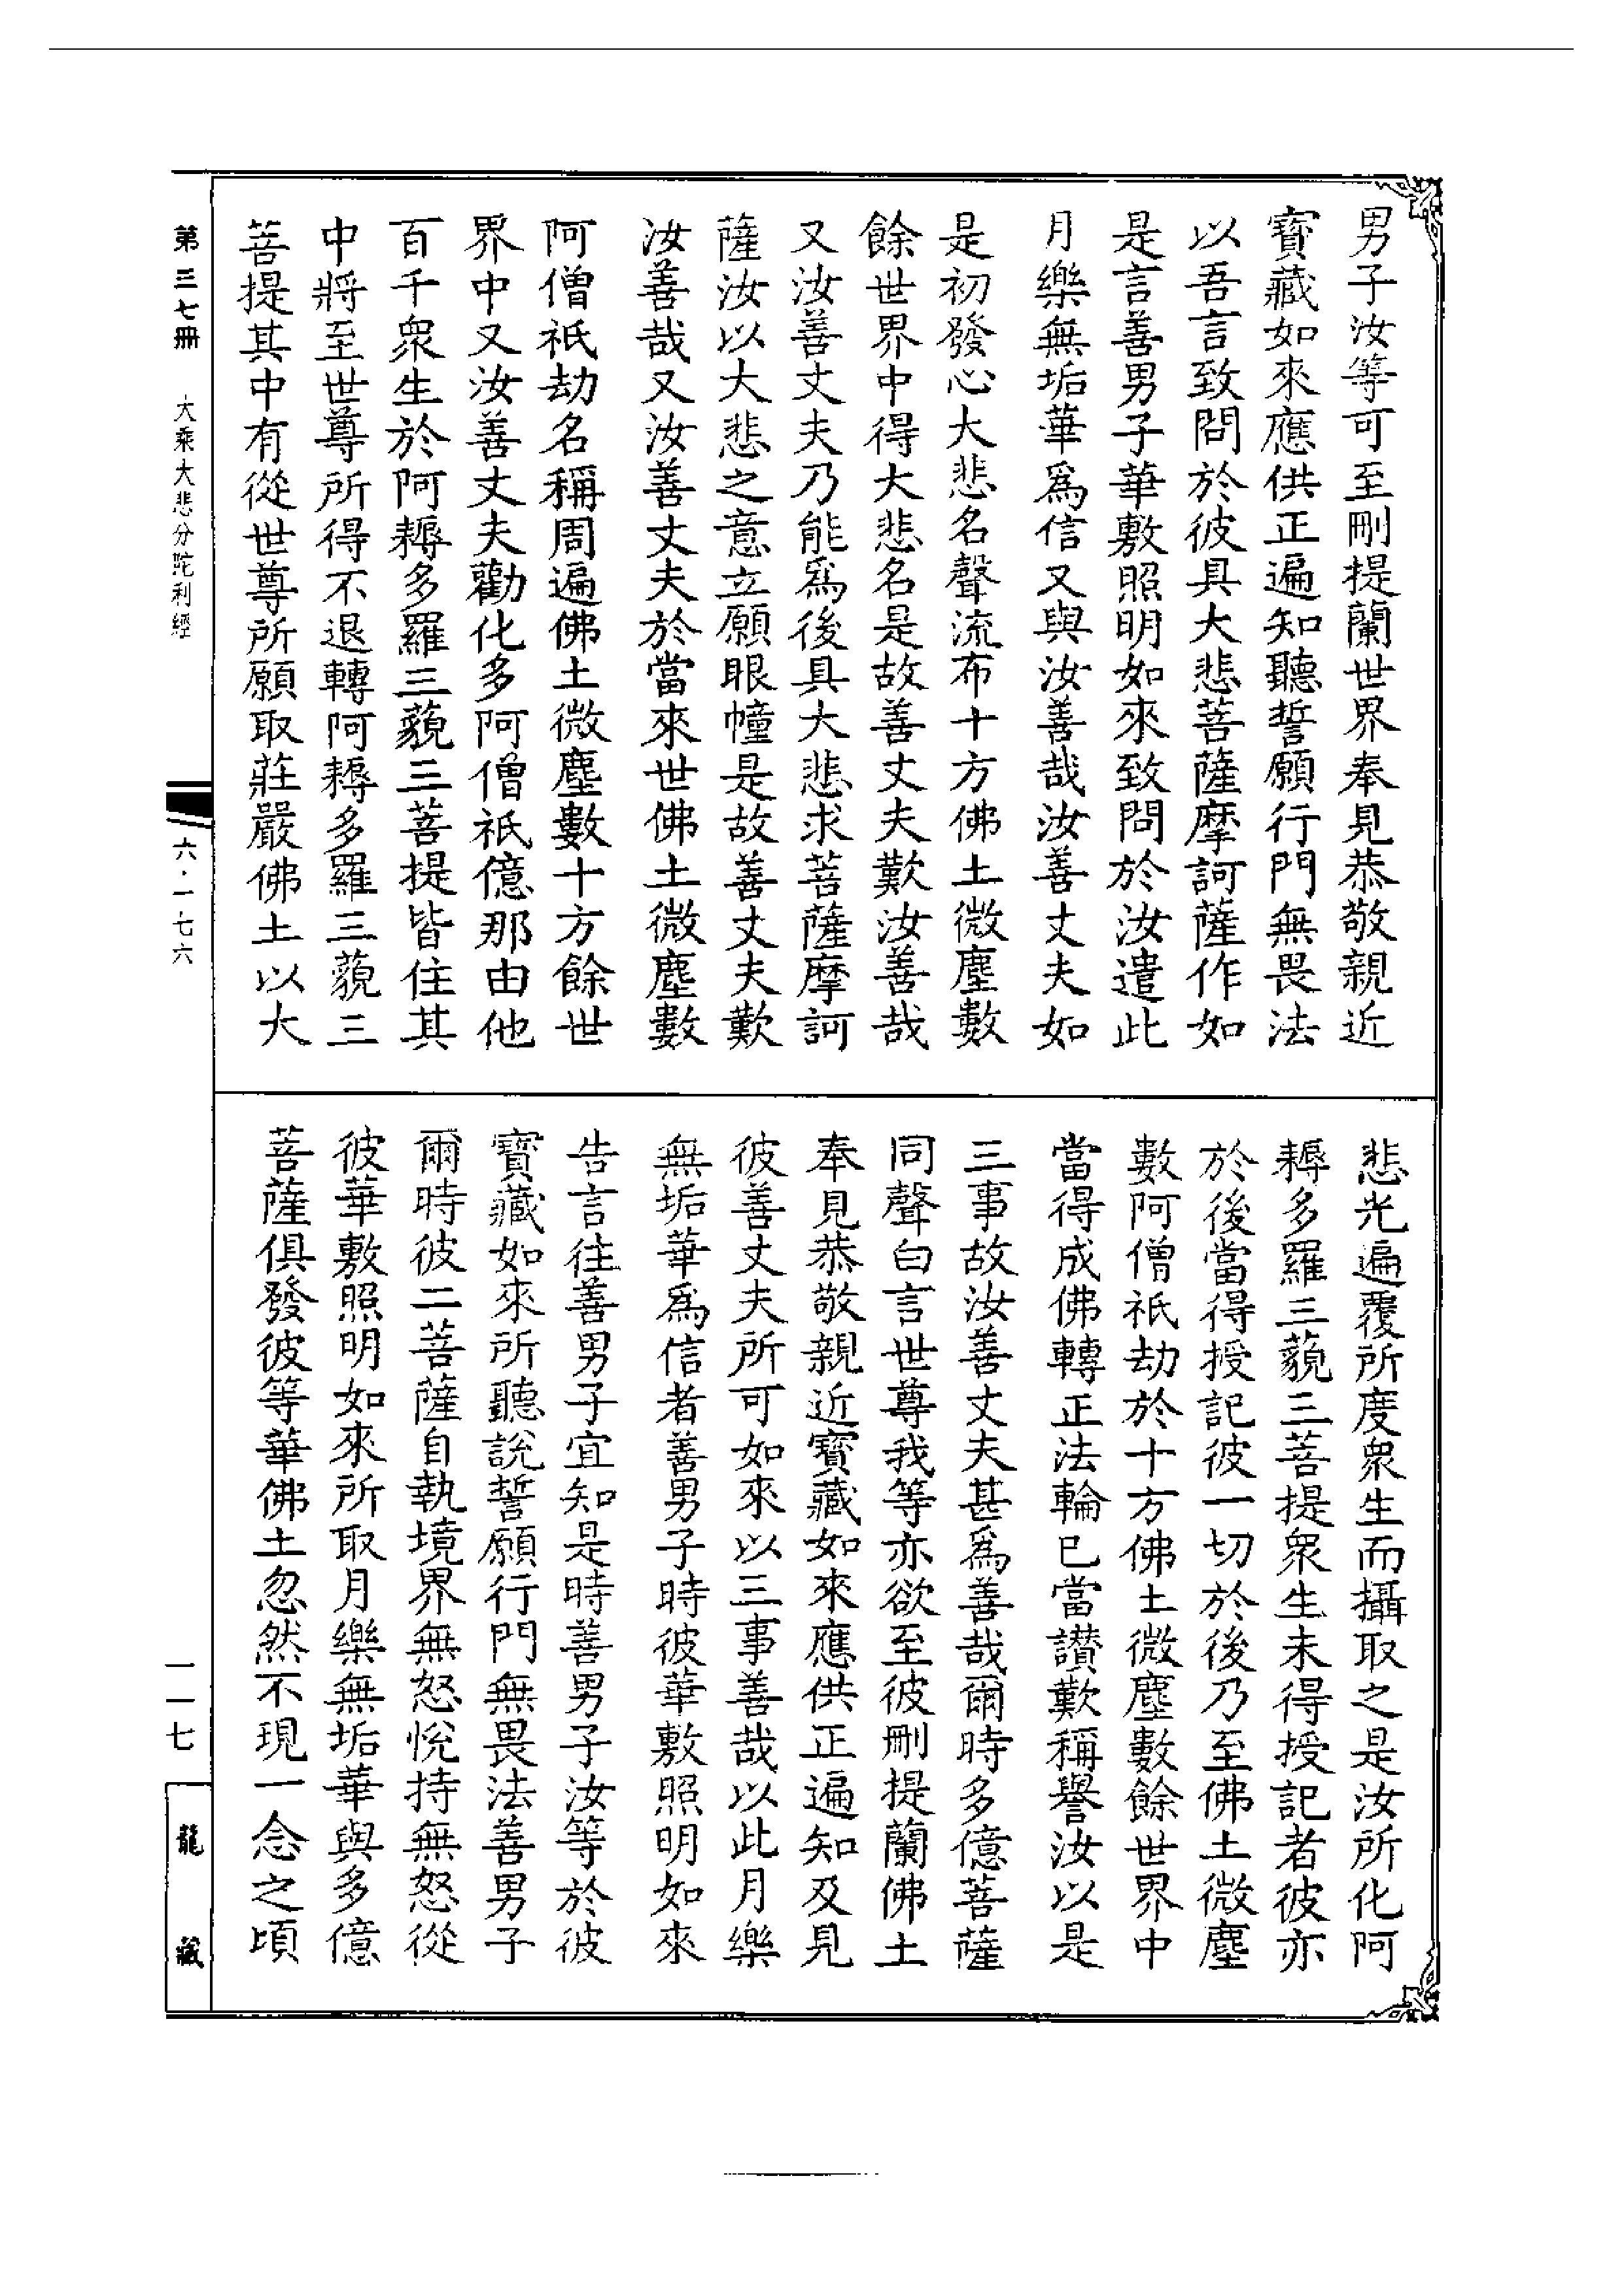 男子汝等可至刪提蘭世界奉見恭敬親近
寶藏如來應供正遍知聽誓願行門無畏法
以吾言致問於彼具大悲菩薩摩訶薩作如
是言善男子華敷照明如來致問於汝遣此
月樂無垢華爲信又與汝善哉汝善丈夫如
是初發心大悲名聲流布十方佛土微塵數
餘世界中得大悲名是故善丈夫歎汝善哉
又汝善丈夫乃能爲後具大悲求菩薩摩訶
薩汝以大悲之意立願眼幢是故善丈夫歎
汝善哉又汝善丈夫於當來世佛土微塵數
阿僧祇劫名稱周遍佛土微塵數十方餘世
界中又汝善丈夫勸化多阿僧祇億那由他
百千衆生於阿耨多羅三藐三菩提皆住其
中將至世尊所得不退轉阿耨多羅三藐三
菩提其中有從世尊所願取莊嚴佛土以大
悲光遍覆所度衆生而攝取之是汝所化阿
耨多羅三藐三菩提衆生未得授記者彼亦
於後當得授記彼一切於後乃至佛土微塵
數阿僧祇劫於十方佛土微塵數餘世界中
當得成佛轉正法輪已當讃歎稱譽汝以是
三事故汝善丈夫甚爲善哉爾時多億菩薩
同聲白言世尊我等亦欲至彼刪提蘭佛土
奉見恭敬親近寶藏如來應供正遍知及見
彼善丈夫所可如來以三事善哉以此月樂
無垢華爲信者善男子時彼華敷照明如來
告言往善男子宜知是時善男子汝等於彼
寶藏如來所聽說誓願行門無畏法善男子
爾時彼二菩薩自執境界無怒悅持無怒從
彼華敷照明如來所取月樂無垢華與多億
菩薩俱發彼等華佛土忽然不現一念之頃
第三七冊 大乘大悲分陀利經
六·一七六
一一七
龍藏